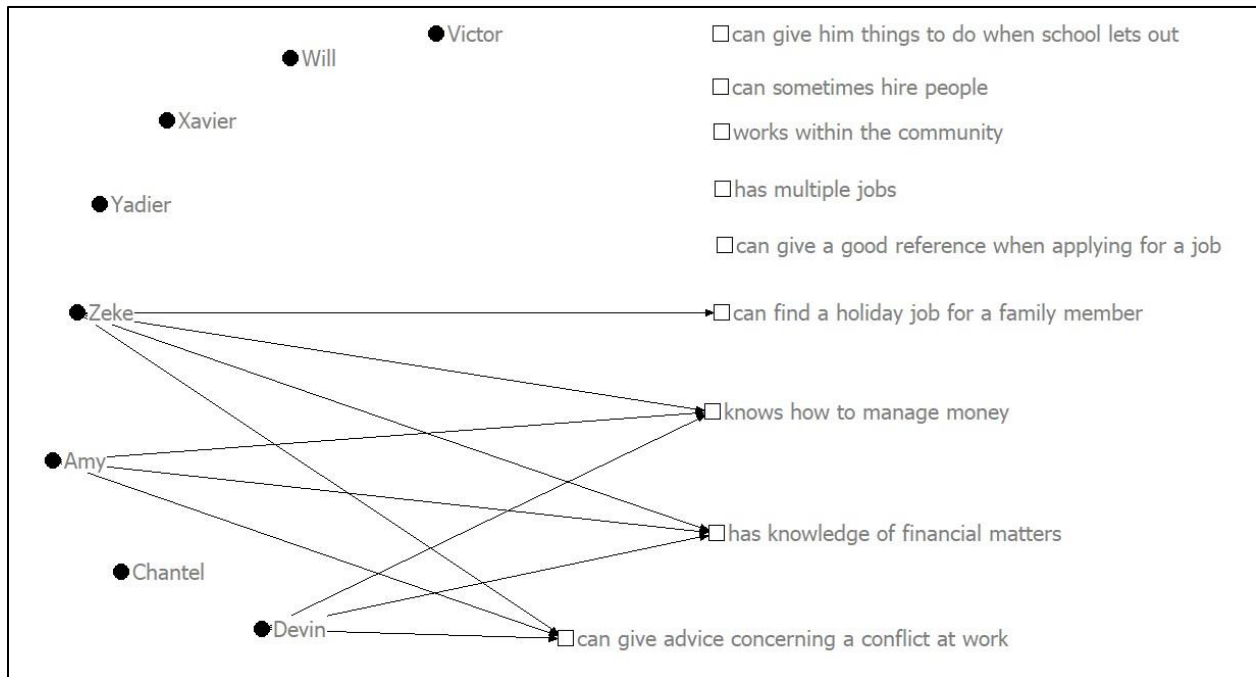 Victor
Will
Xavier
Yadier
Zeke
Amy
Chantel
Devin
can give him things to do when school lets out
can sometimes hire people
works within the community
has multiple jobs
can give a good reference when applying for a job
can find a holiday job for a family member
knows how to manage money
has knowledge of financial matters
can give advice concerning a conflict at work